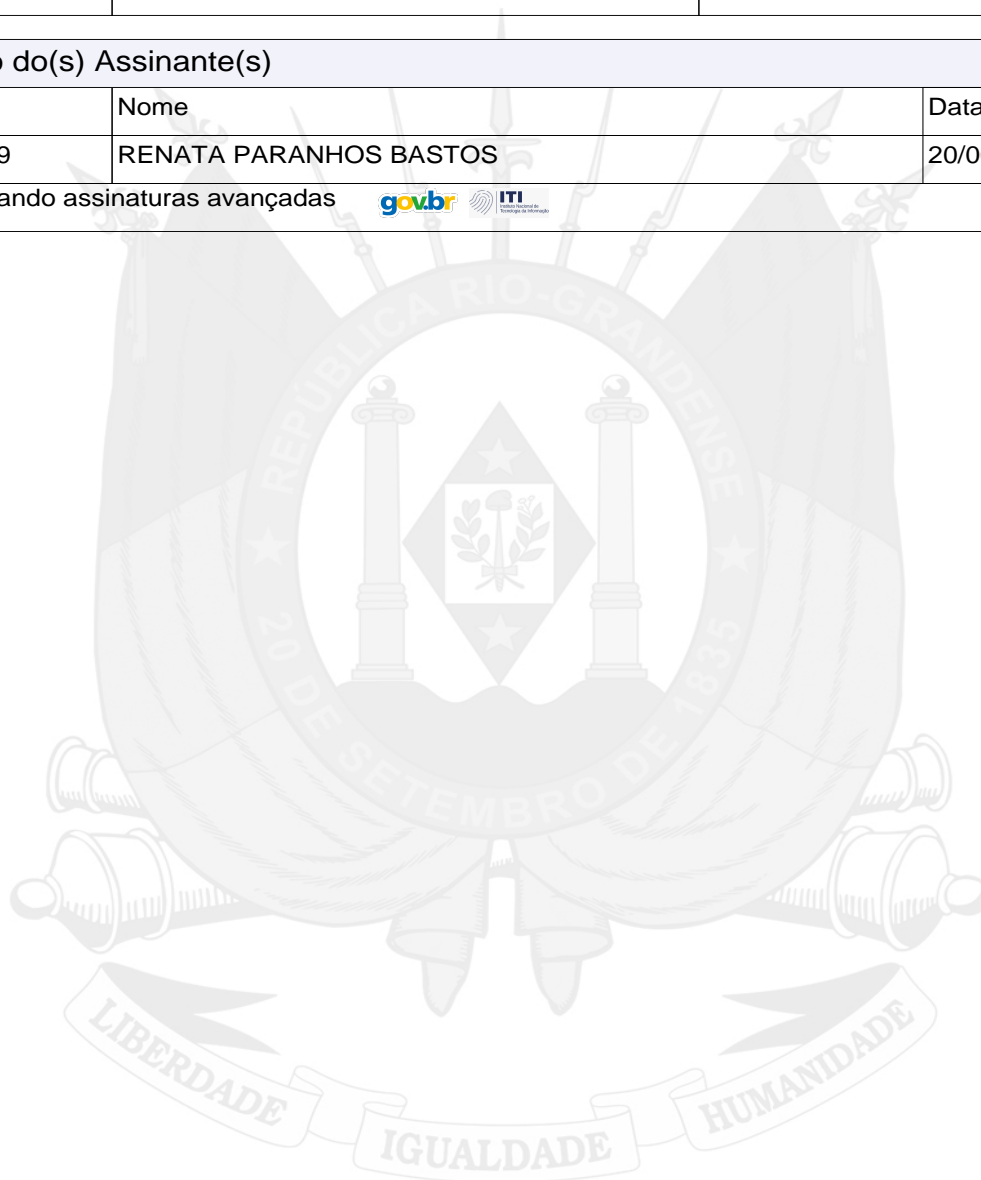 o do(s) Assinante(s)
Nome
Data
9
RENATA PARANHOS BASTOS
20/0
ando assinaturas avançadas
gov.br
ITI
REPÚBLICA RIO-GRANDENSE
20 DE SETEMBRO DE 1835
LIBERDADE
IGUALDADE
HUMANIDADE